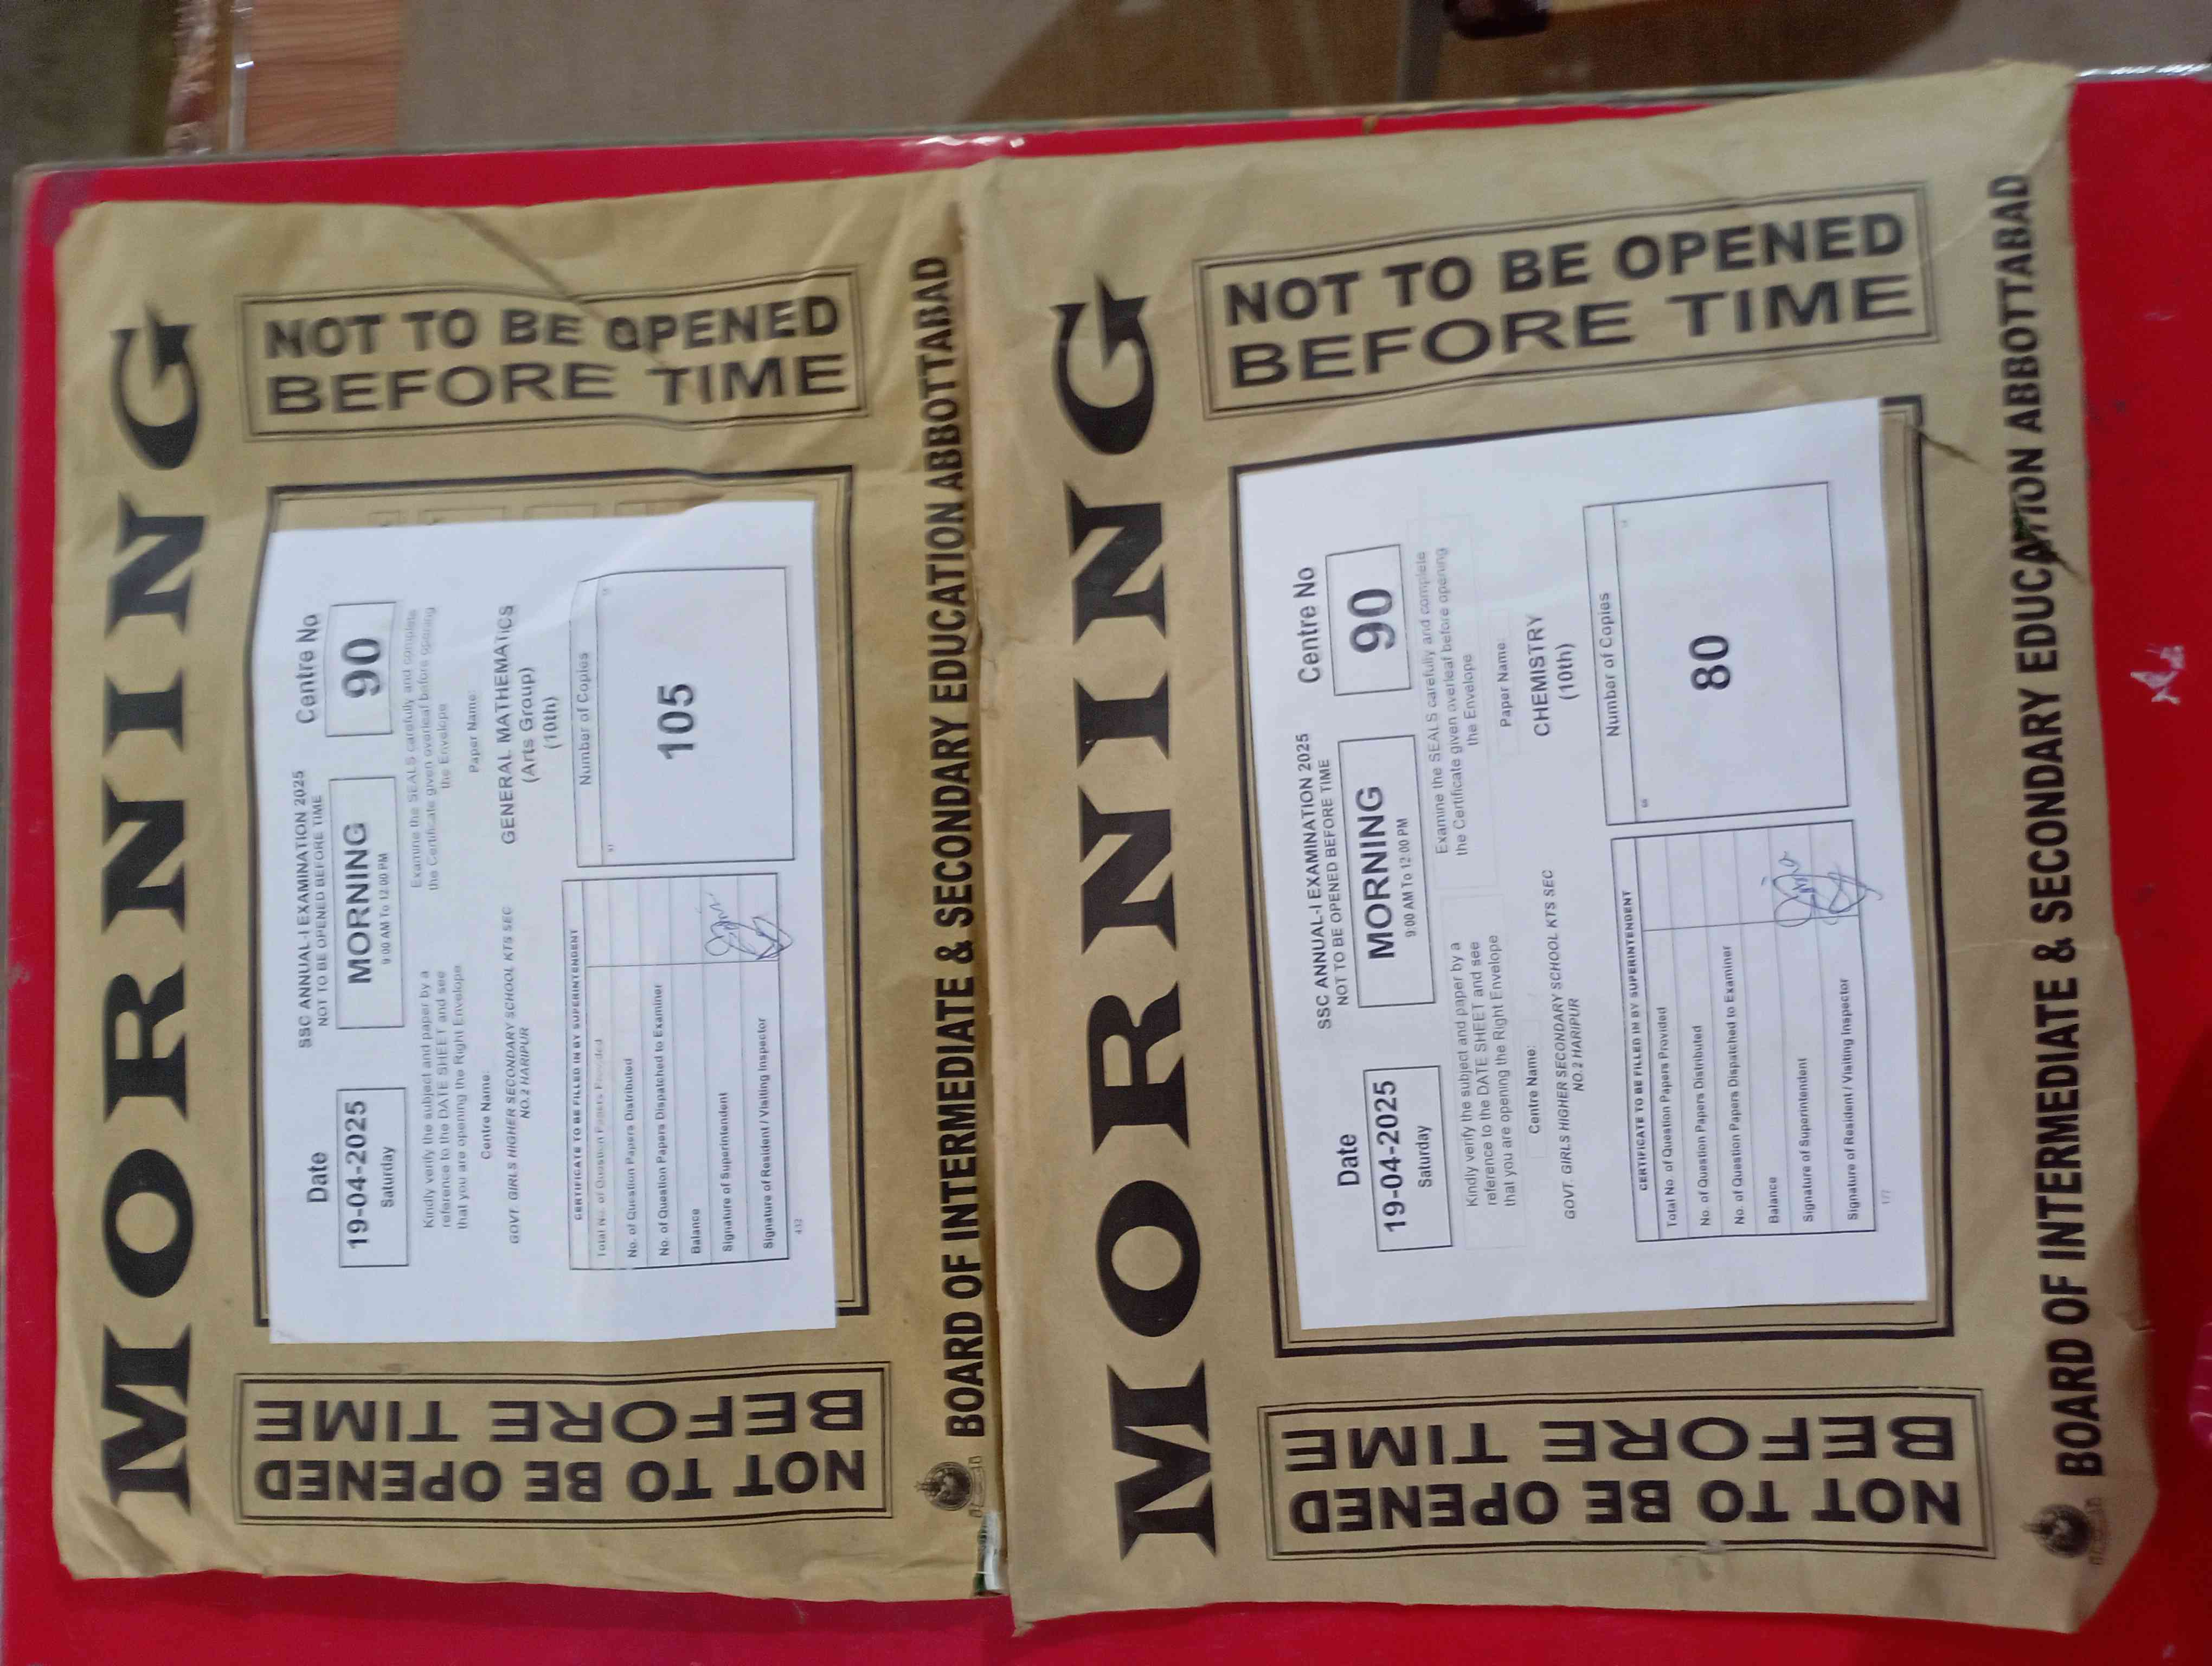 MORNING
NOT TO BE OPENED
BEFORE TIME
SSC ANNUAL-I EXAMINATION 2025
NOT TO BE OPENED BEFORE TIME
Date
19-04-2025
Saturday
MORNING
9:00 AM To 12:00 PM
Centre No
90
Kindly verify the subject and paper by a
reference to the DATE SHEET and see
that you are opening the Right Envelope
Examine the SEALS carefully and complete
the Certificate given overleaf before opening
the Envelope
Centre Name:
GOVT. GIRLS HIGHER SECONDARY SCHOOL KTS SEC
NO.2 HARIPUR
Paper Name:
GENERAL MATHEMATICS
(Arts Group)
(10th)
CERTIFICATE TO BE FILLED IN BY SUPERINTENDENT
Total No. of Question Papers Provided
No. of Question Papers Distributed
No. of Question Papers Dispatched to Examiner
Balance
Signature of Superintendent
Signature of Resident / Visiting Inspector
Number of Copies
105
432
NOT TO BE OPENED
BEFORE TIME
BOARD OF INTERMEDIATE & SECONDARY EDUCATION ABBOTTABAD
MORNING
NOT TO BE OPENED
BEFORE TIME
SSC ANNUAL-I EXAMINATION 2025
NOT TO BE OPENED BEFORE TIME
Date
19-04-2025
Saturday
MORNING
9:00 AM To 12:00 PM
Centre No
90
Kindly verify the subject and paper by a
reference to the DATE SHEET and see
that you are opening the Right Envelope
Examine the SEALS carefully and complete
the Certificate given overleaf before opening
the Envelope
Centre Name:
GOVT. GIRLS HIGHER SECONDARY SCHOOL KTS SEC
NO.2 HARIPUR
Paper Name:
CHEMISTRY
(10th)
CERTIFICATE TO BE FILLED IN BY SUPERINTENDENT
Total No. of Question Papers Provided
No. of Question Papers Distributed
No. of Question Papers Dispatched to Examiner
Balance
Signature of Superintendent
Signature of Resident / Visiting Inspector
Number of Copies
80
177
NOT TO BE OPENED
BEFORE TIME
BOARD OF INTERMEDIATE & SECONDARY EDUCATION ABBOTTABAD